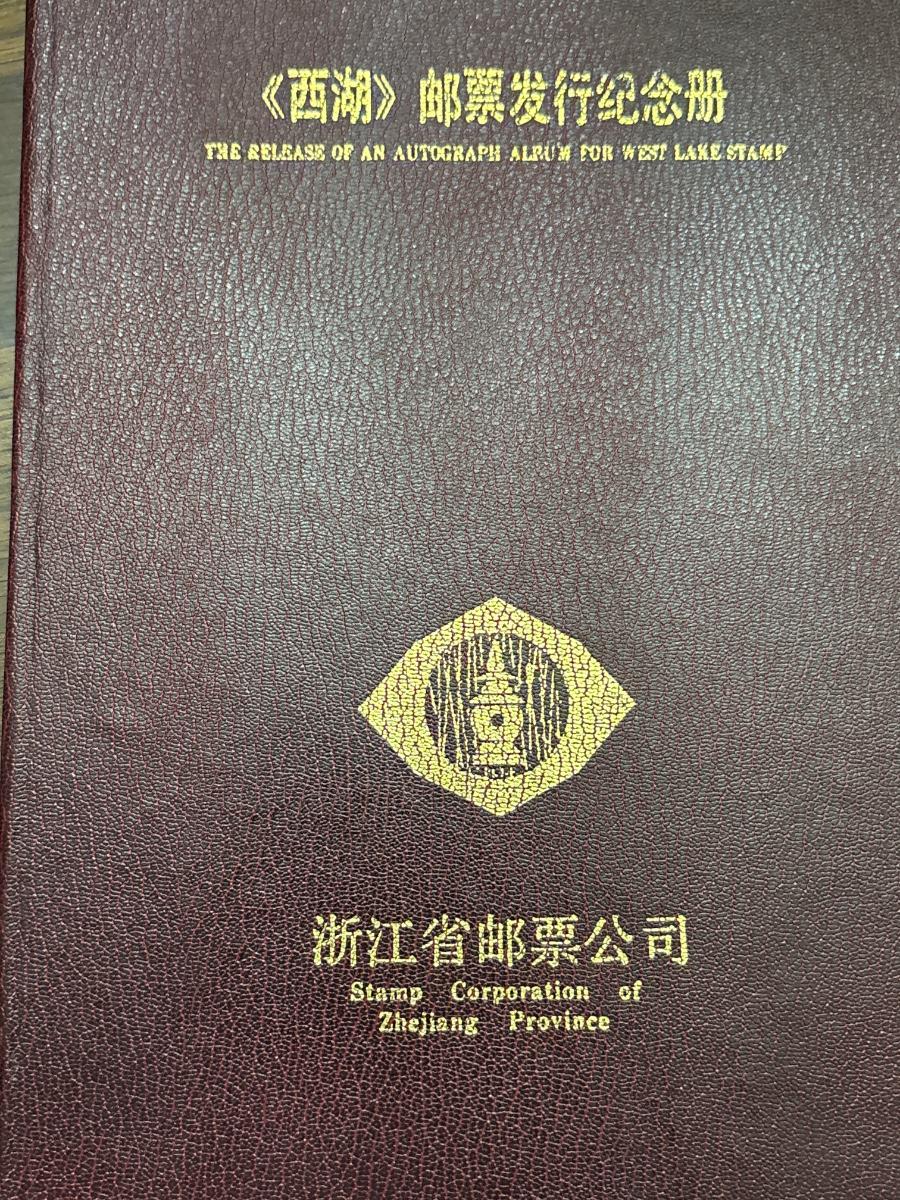 《西湖》邮票发行纪念册
THE RELEASE OF AN AUTOGRAPH ALBUM FOR WEST LAKE STAMP
浙江省邮票公司
Stamp Corporation of
Zhejiang Province